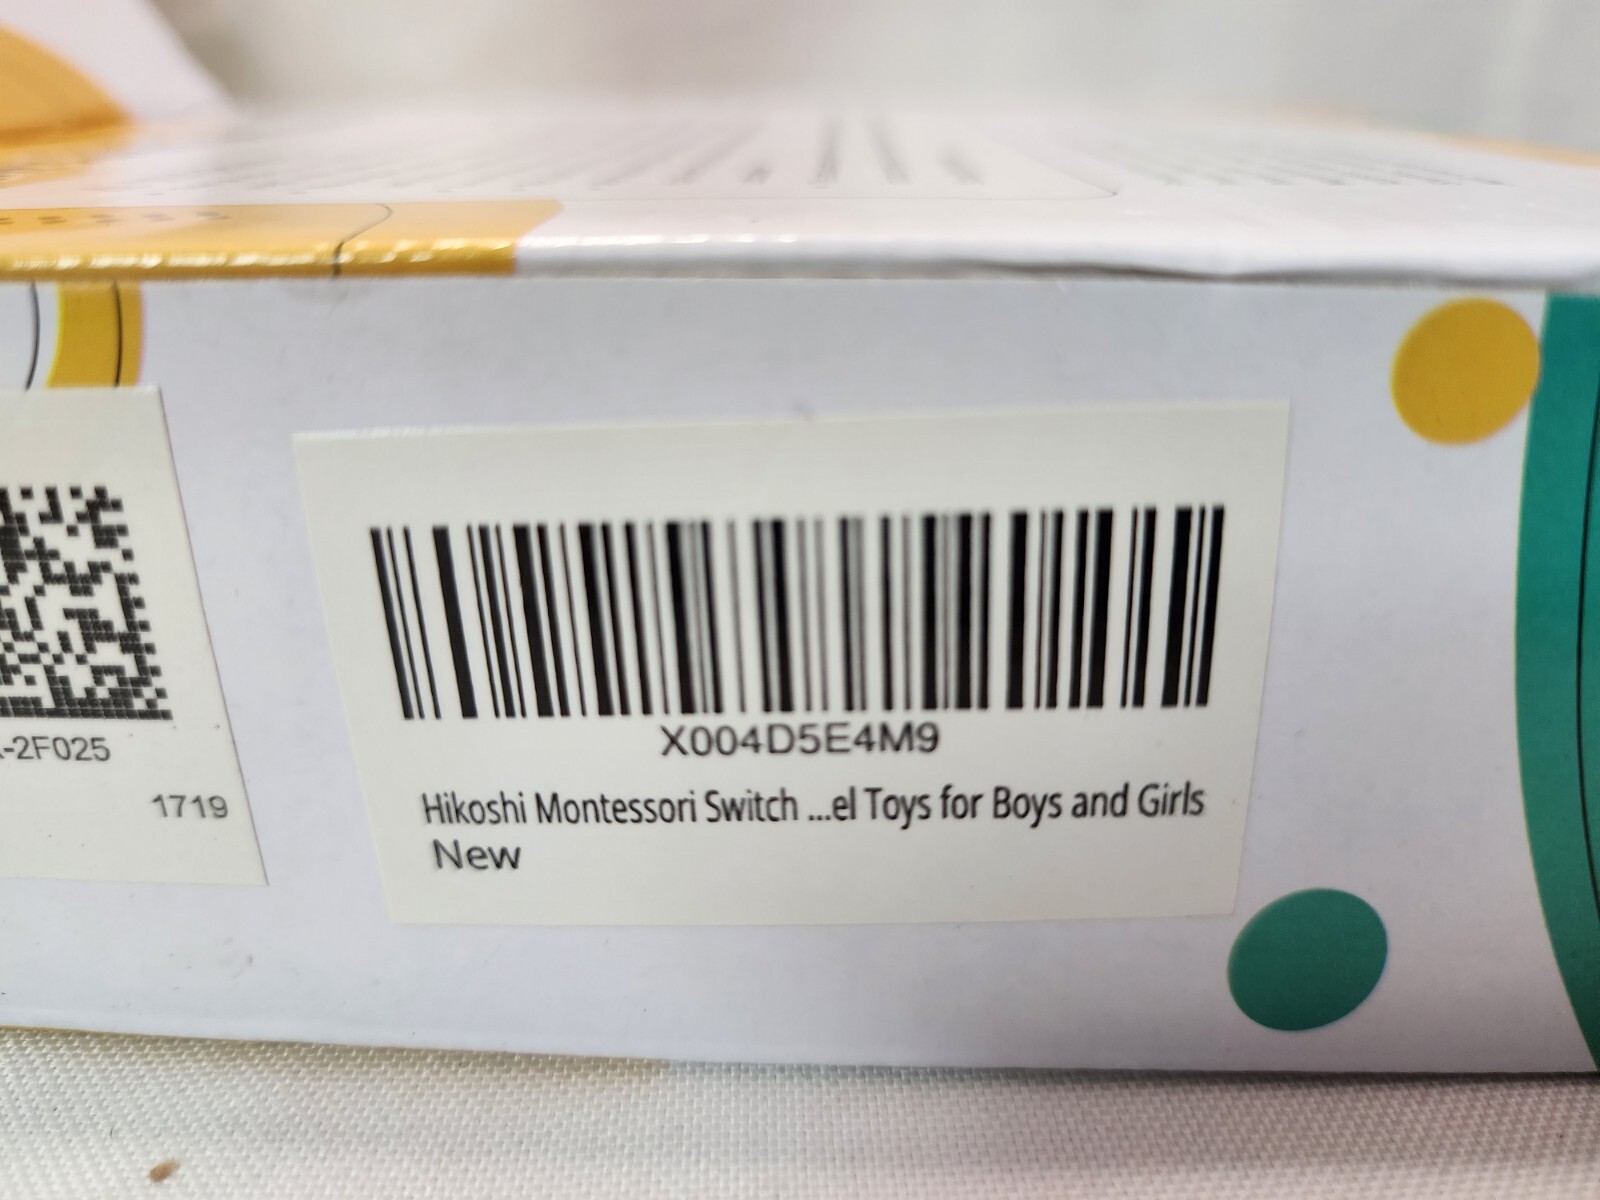 -2F025
1719
X004D5E4M9
Hikoshi Montessori Switch ...el Toys for Boys and Girls
New